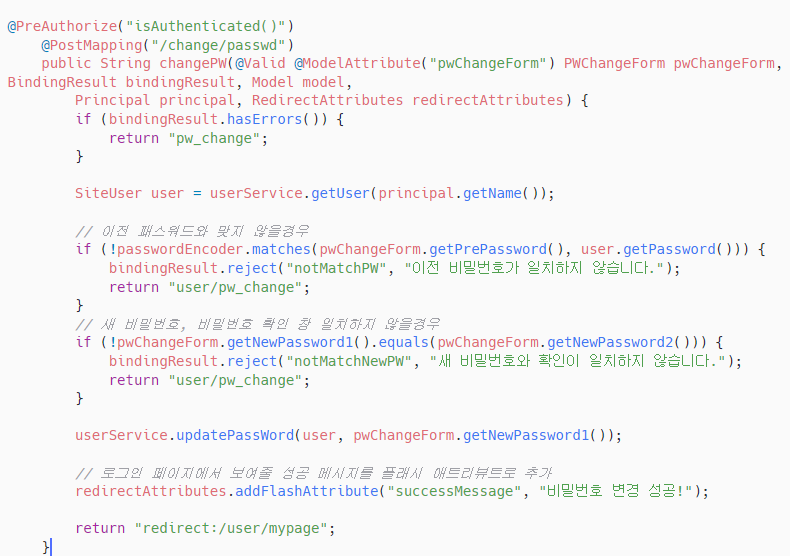 @PreAuthorize("isAuthenticated()")
    @PostMapping("/change/passwd")
    public String changePW(@Valid @ModelAttribute("pwChangeForm") PWChangeForm pwChangeForm,
BindingResult bindingResult, Model model,
        Principal principal, RedirectAttributes redirectAttributes) {
        if (bindingResult.hasErrors()) {
            return "pw_change";
        }

        SiteUser user = userService.getUser(principal.getName());

        // 이전 패스워드와 맞지 않을경우
        if (!passwordEncoder.matches(pwChangeForm.getPrePassword(), user.getPassword())) {
            bindingResult.reject("notMatchPW", "이전 비밀번호가 일치하지 않습니다.");
            return "user/pw_change";
        }
        // 새 비밀번호, 비밀번호 확인 창 일치하지 않을경우
        if (!pwChangeForm.getNewPassword1().equals(pwChangeForm.getNewPassword2())) {
            bindingResult.reject("notMatchNewPW", "새 비밀번호와 확인이 일치하지 않습니다.");
            return "user/pw_change";
        }

        userService.updatePassWord(user, pwChangeForm.getNewPassword1());

        // 로그인 페이지에서 보여줄 성공 메시지를 플래시 애트리뷰트로 추가
        redirectAttributes.addFlashAttribute("successMessage", "비밀번호 변경 성공!");

        return "redirect:/user/mypage";
    }